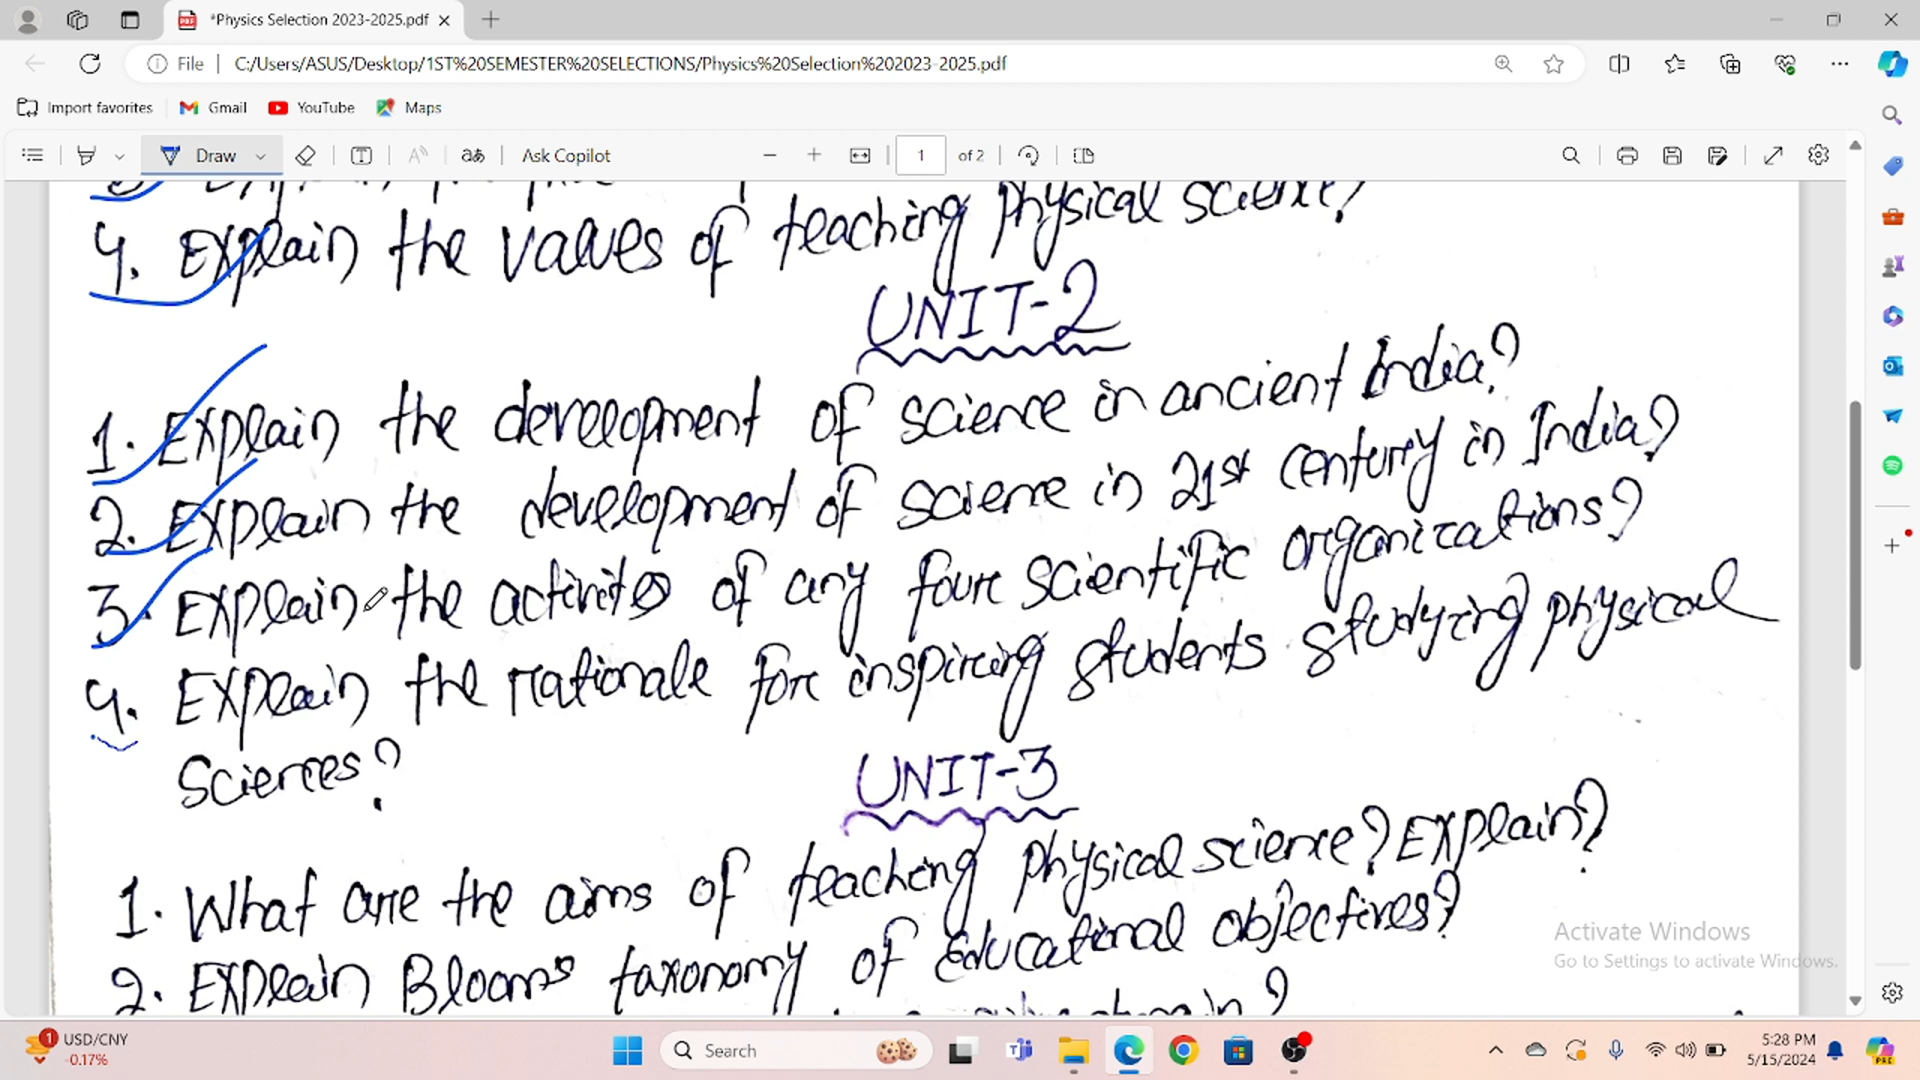 *Physics Selection 2023-2025.pdf
File | C:/Users/ASUS/Desktop/1ST%20SEMESTER%20SELECTIONS/Physics%20Selection%202023-2025.pdf
Import favorites Gmail YouTube Maps
Draw Ask Copilot 1 of 2
4. Explain the values of teaching physical science?
UNIT-2
1. Explain the development of science in ancient India?
2. Explain the development of science in 21st century in India?
3. Explain the activites of any four scientific organizations?
4. Explain the rationale for inspiring students studying physical
Sciences?
UNIT-3
1. What are the aims of teaching physical science? Explain?
2. Explain Blooms taxonomy of Educational objectives?
Activate Windows
Go to Settings to activate Windows.
1 USD/CNY
-0.17%
Search
5:28 PM
5/15/2024
PRE